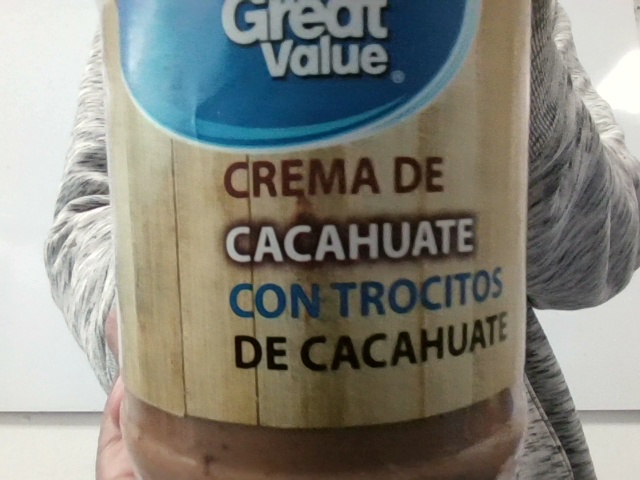 Great
Value®
CREMA DE
CACAHUATE
CON TROCITOS
DE CACAHUATE